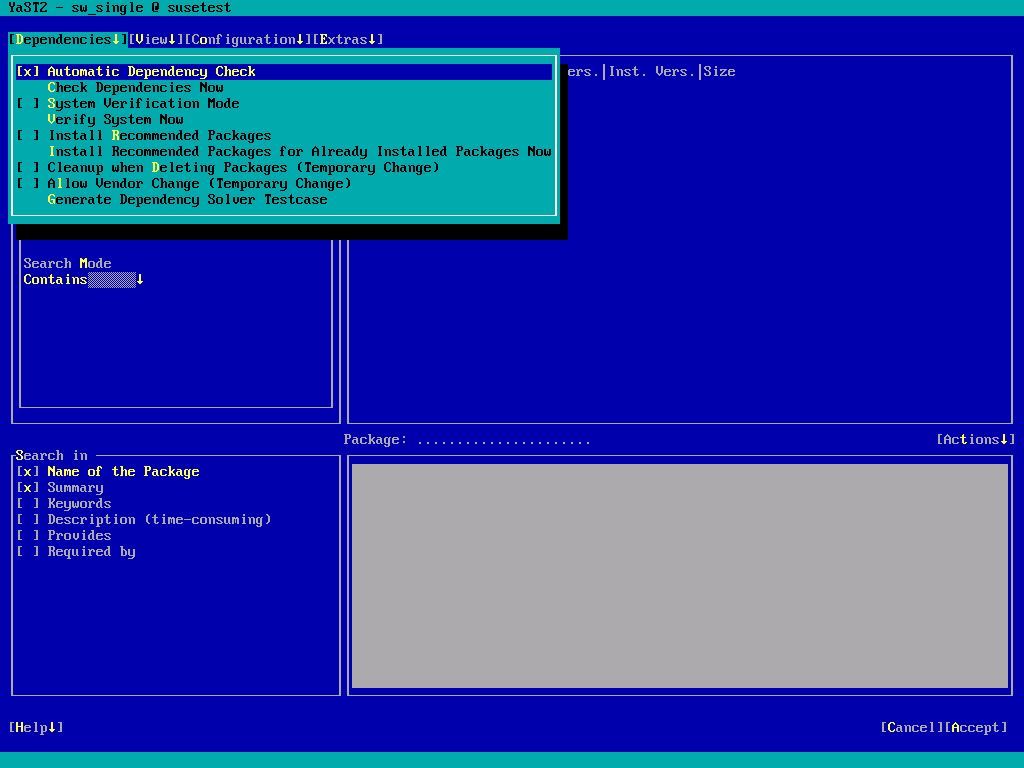 YaST2 - sw_single @ susetest
[Dependencies↓][View↓][Configuration↓][Extras↓]
[x] Automatic Dependency Check
ers.|Inst. Vers.|Size
Check Dependencies Now
[ ] System Verification Mode
Verify System Now
[ ] Install Recommended Packages
Install Recommended Packages for Already Installed Packages Now
[ ] Cleanup when Deleting Packages (Temporary Change)
[ ] Allow Vendor Change (Temporary Change)
Generate Dependency Solver Testcase
Search Mode
Contains▒▒▒▒▒▒↓
Package: ......................
[Actions↓]
Search in
[x] Name of the Package
[x] Summary
[ ] Keywords
[ ] Description (time-consuming)
[ ] Provides
[ ] Required by
[Help↓]
[Cancel][Accept]